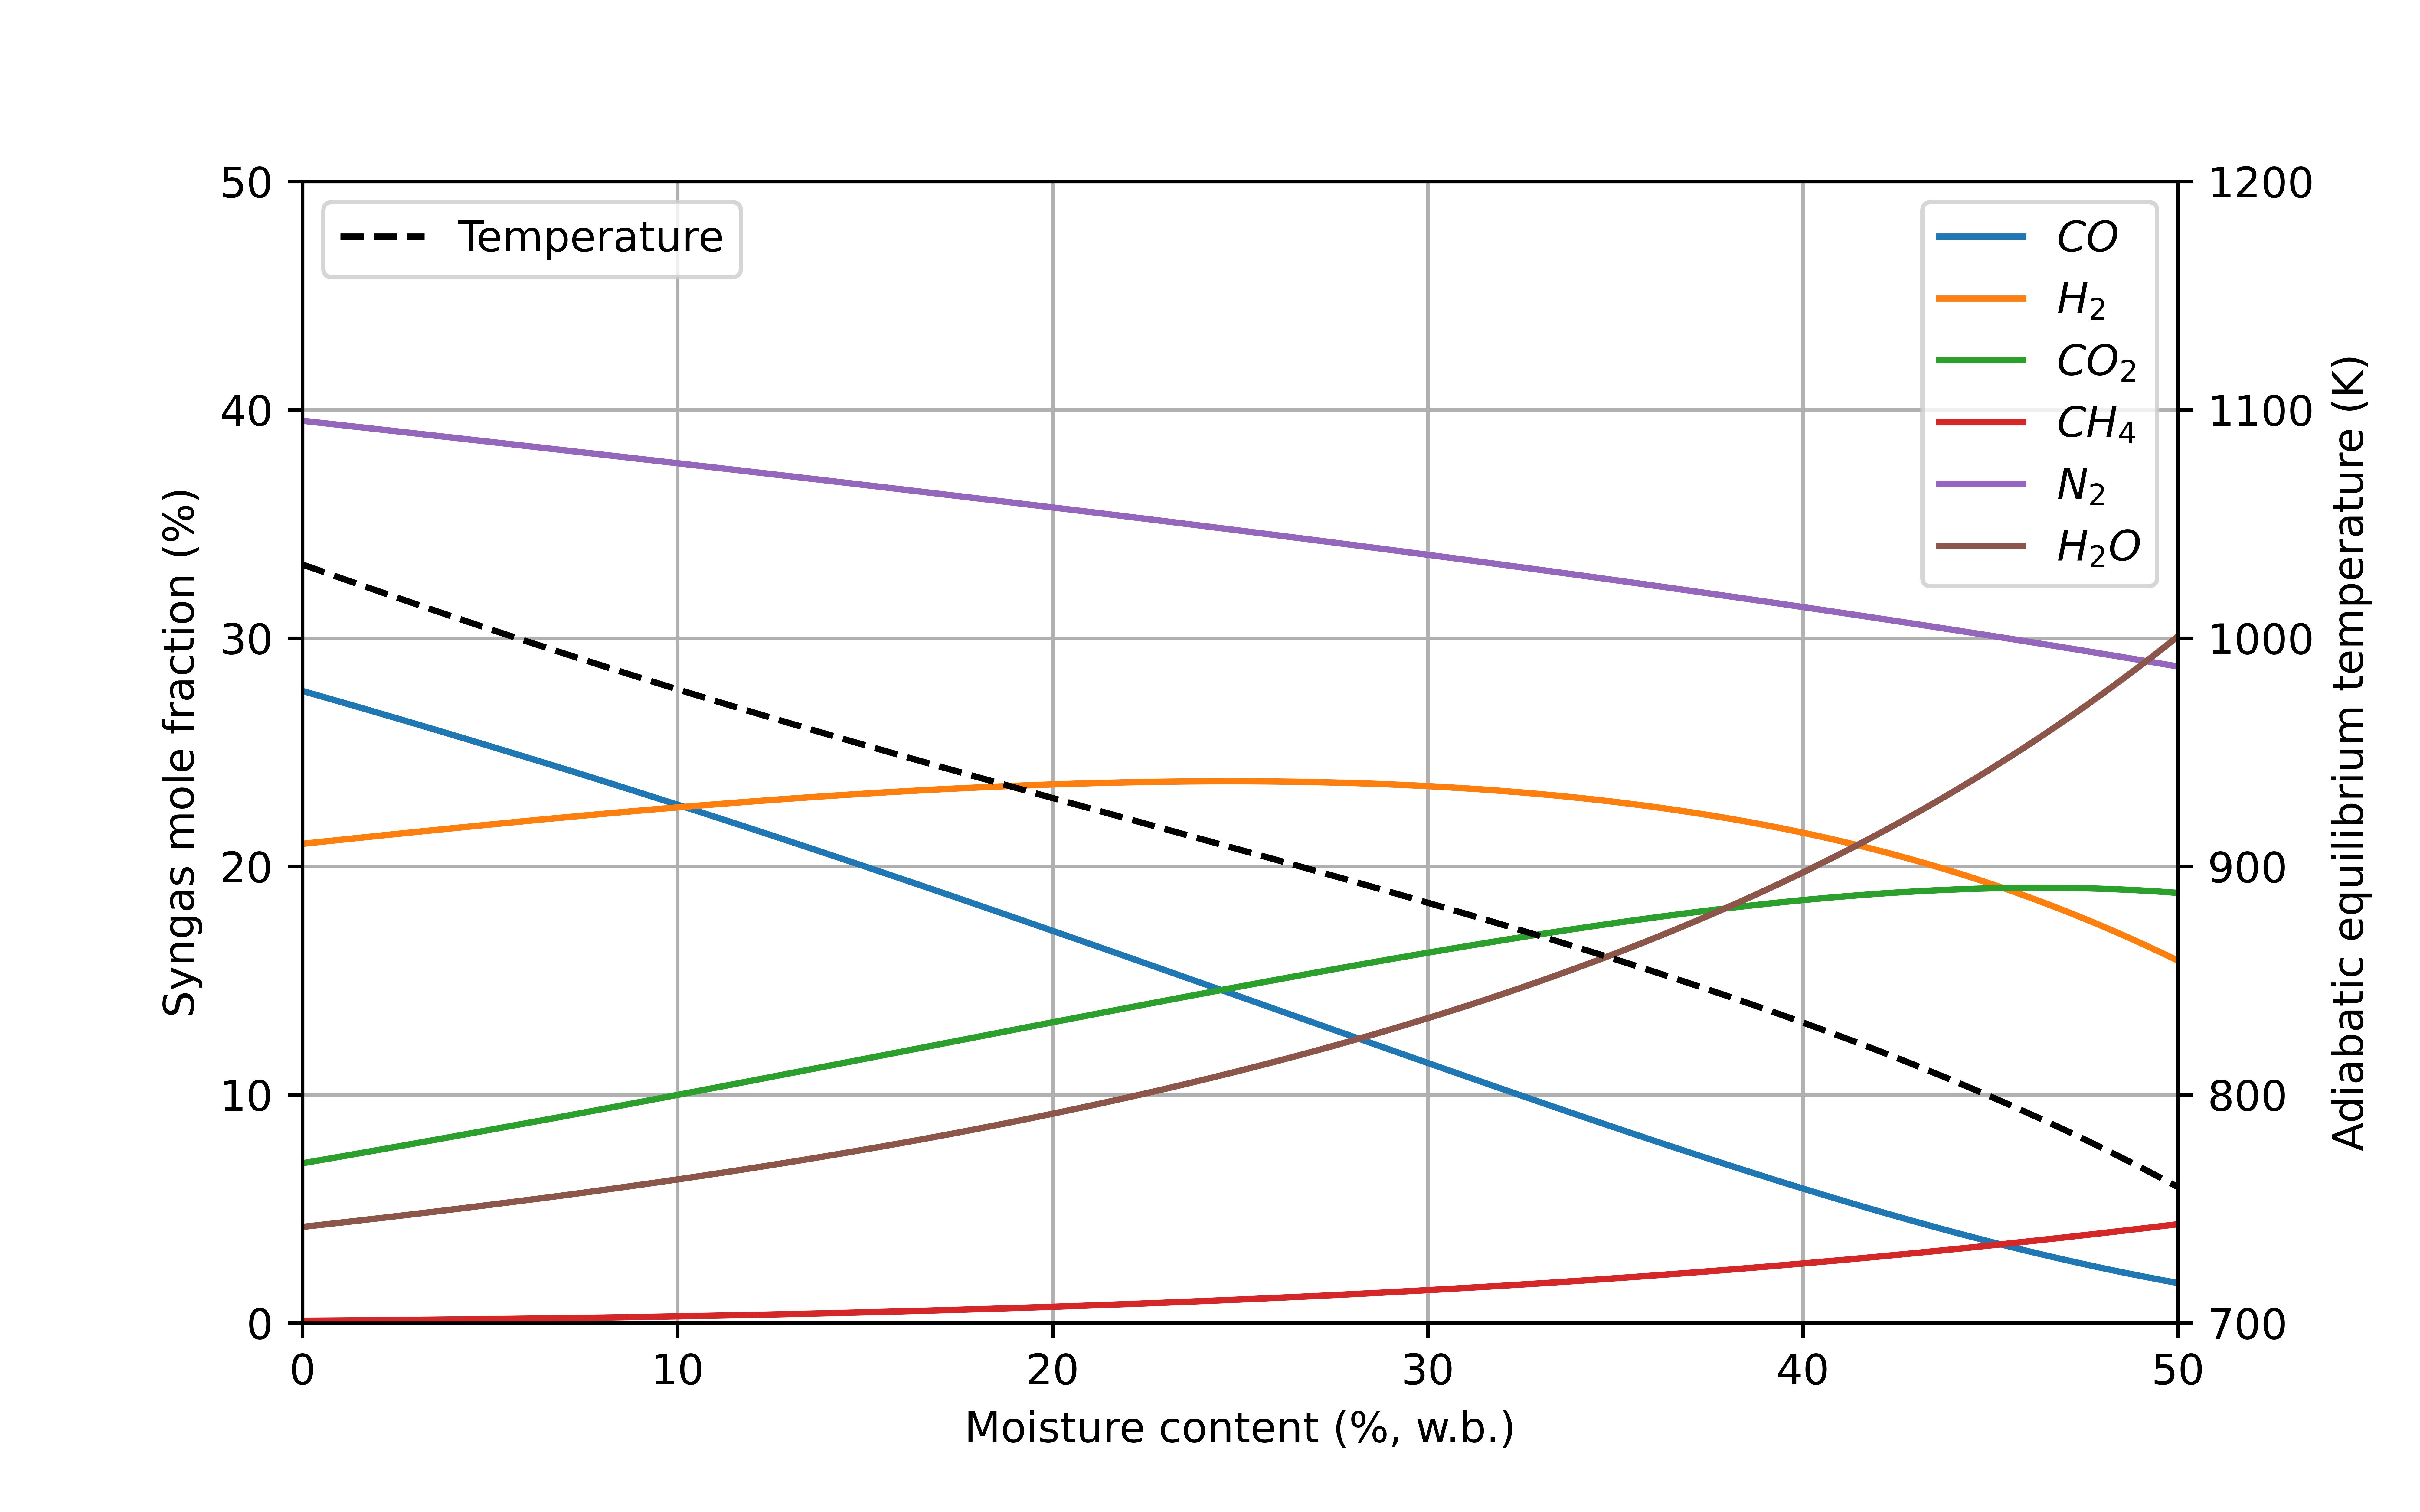 50
40
30
20
10
0
Syngas mole fraction (%)
Temperature
CO
H₂
CO₂
CH₄
N₂
H₂O
1200
1100
1000
900
800
700
Adiabatic equilibrium temperature (K)
0 10 20 30 40 50
Moisture content (%, w.b.)